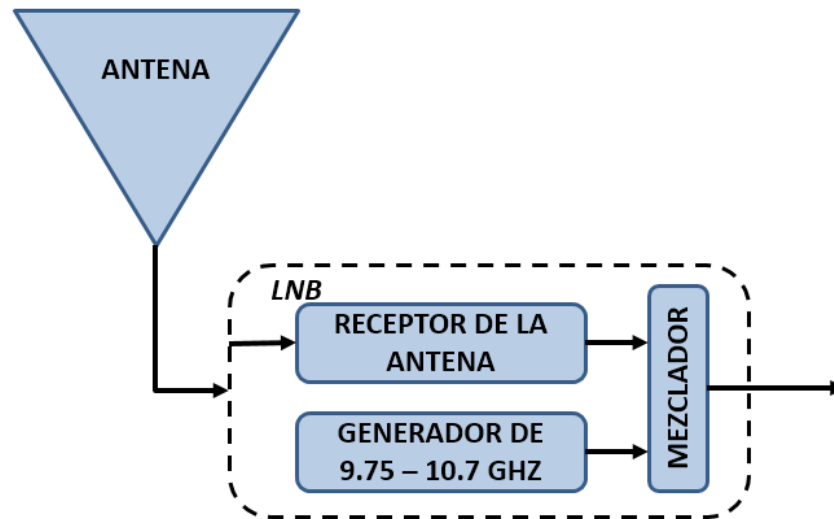 ANTENA
LNB
RECEPTOR DE LA
ANTENA
GENERADOR DE
9.75 – 10.7 GHZ
MEZCLADOR